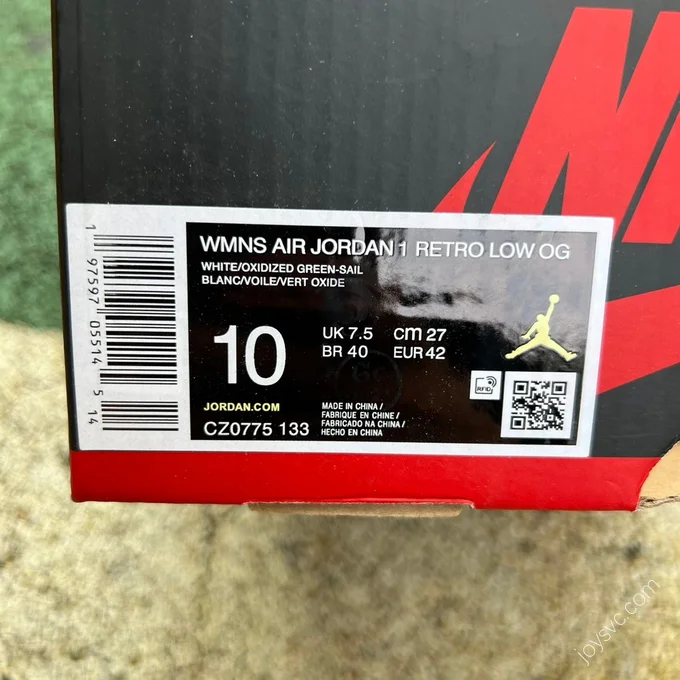 WMNS AIR JORDAN 1 RETRO LOW OG
WHITE/OXIDIZED GREEN-SAIL
BLANC/VOILE/VERT OXIDE
10
UK 7.5 CM 27
BR 40 EUR 42
JORDAN.COM
CZ0775 133
MADE IN CHINA /
FABRIQUE EN CHINE /
FABRICADO NA CHINA /
HECHO EN CHINA
RFID
1 97597 05514 5 14
joysvc.com